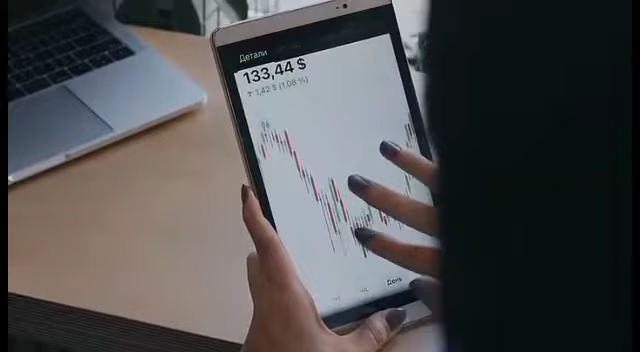 Детали
133,44 $
1,42 $ (1,08 %)
День